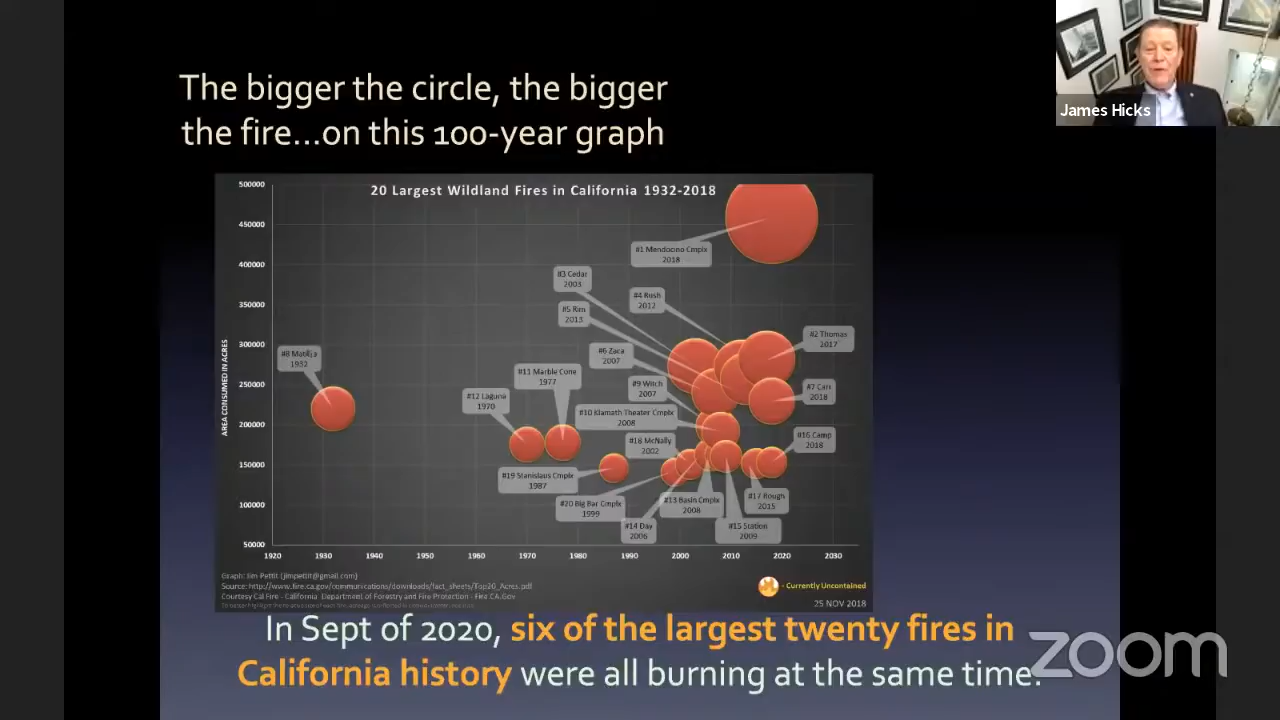 The bigger the circle, the bigger
the fire...on this 100-year graph
James Hicks
20 Largest Wildland Fires in California 1932-2018
AREA CONSUMED IN ACRES
500000
450000
400000
350000
300000
250000
200000
150000
100000
50000
#1 Mendocino Cmplx
2018
#3 Cedar
2003
#4 Rush
2012
#5 Rim
2013
#2 Thomas
2017
#6 Zaca
2007
#8 Matilija
1932
#11 Marble Cone
1977
#9 Witch
2007
#7 Carr
2018
#12 Laguna
1970
#10 Klamath Theater Cmplx
2008
#18 McNally
2002
#16 Camp
2018
#19 Stanislaus Cmplx
1987
#20 Big Bar Cmplx
1999
#13 Basin Cmplx
2008
#17 Rough
2015
#14 Day
2006
#15 Station
2009
1920 1930 1940 1950 1960 1970 1980 1990 2000 2010 2020 2030
Graph: Jim Pettit (jimpettit@gmail.com)
Source: http://www.fire.ca.gov/communications/downloads/fact_sheets/Top20_Acres.pdf
Courtesy Cal Fire - California Department of Forestry and Fire Protection - Fire CA.Gov
- Currently Uncontained
25 NOV 2018
In Sept of 2020, six of the largest twenty fires in
California history were all burning at the same time.
zoom